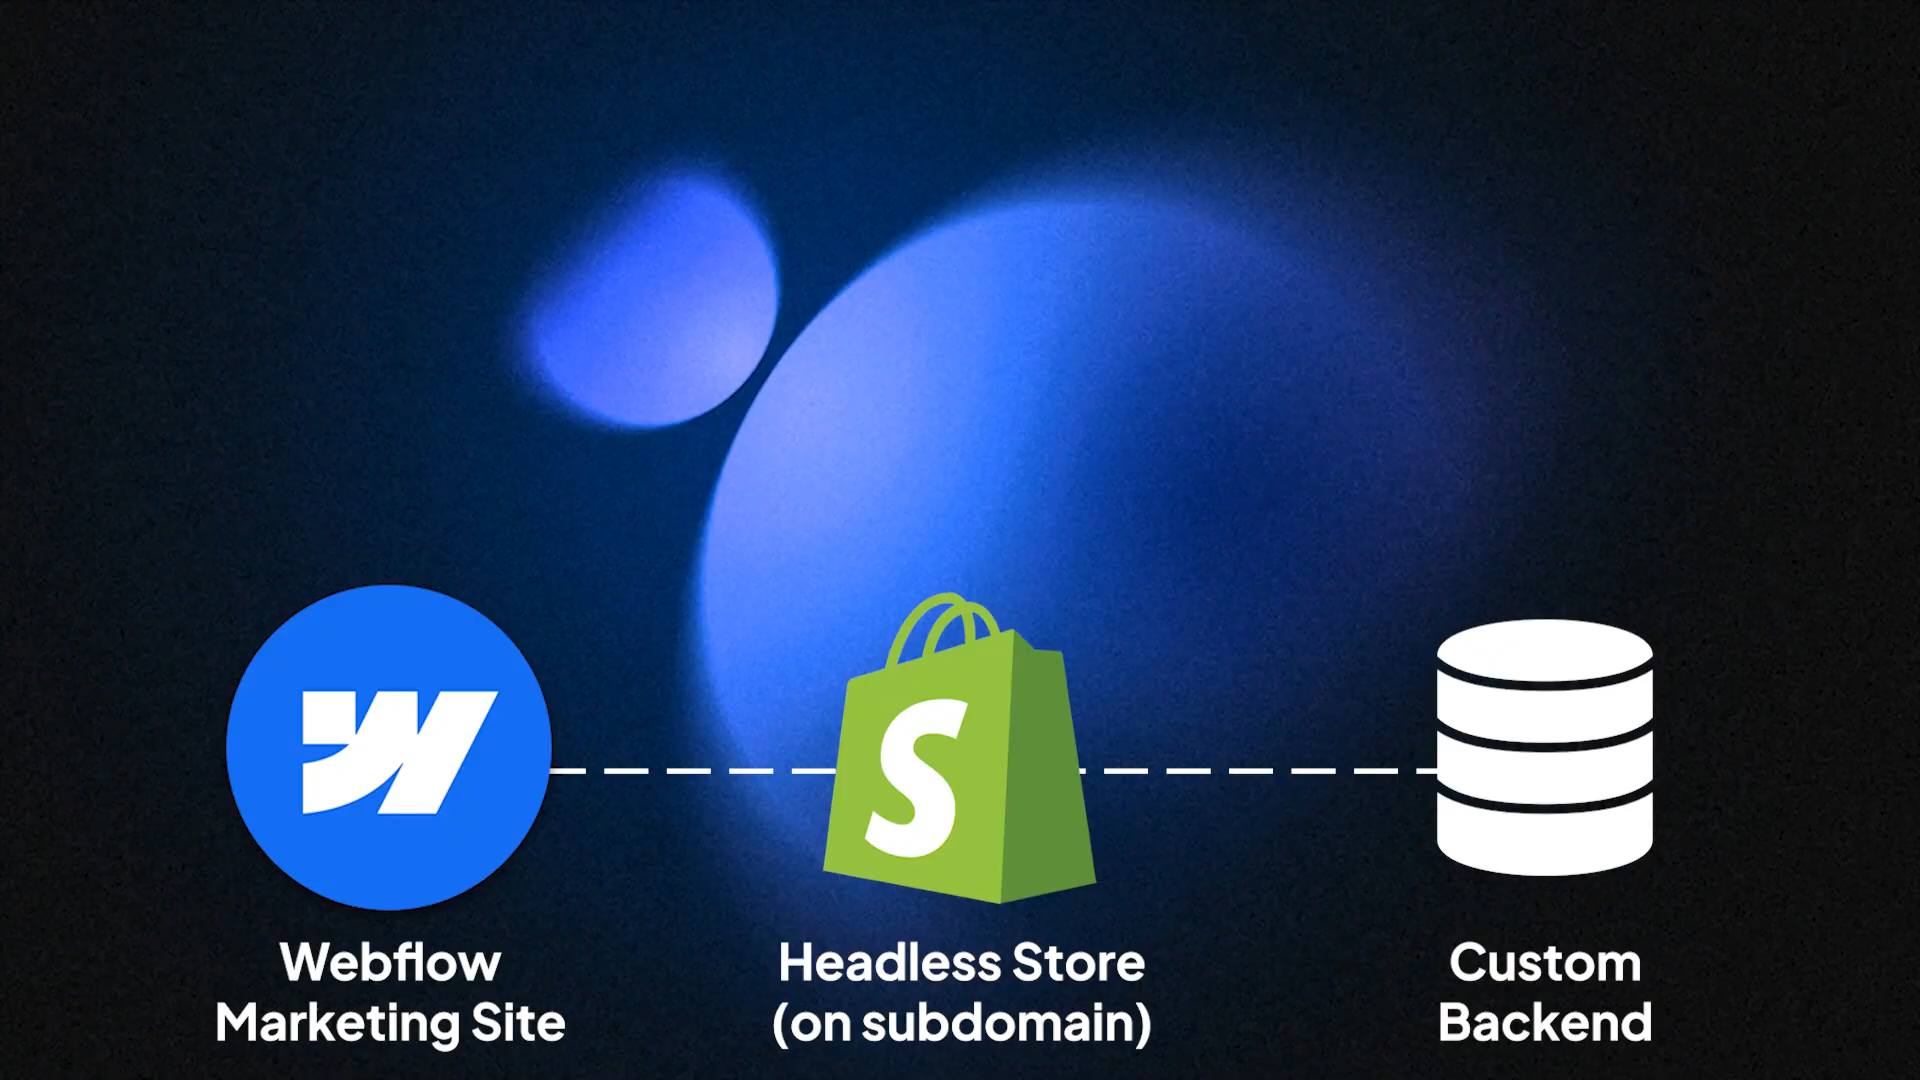 Webflow
Marketing Site
Headless Store
(on subdomain)
Custom
Backend